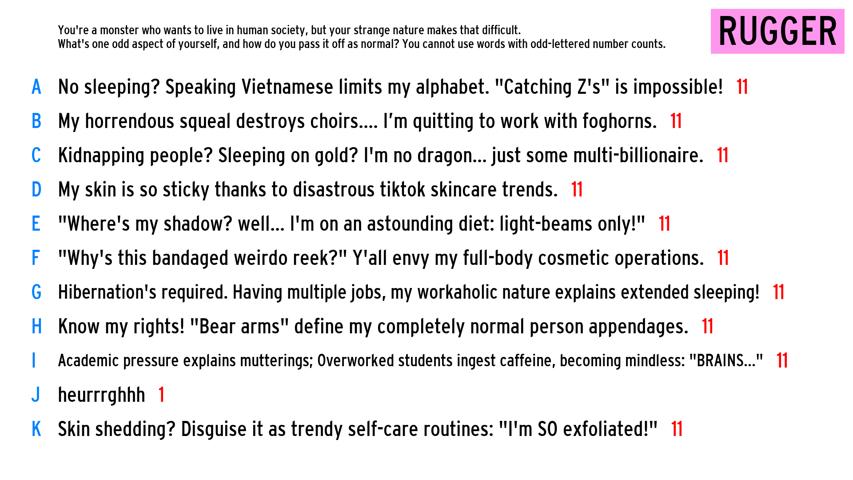 You're a monster who wants to live in human society, but your strange nature makes that difficult.
What's one odd aspect of yourself, and how do you pass it off as normal? You cannot use words with odd-lettered number counts.
RUGGER
A No sleeping? Speaking Vietnamese limits my alphabet. "Catching Z's" is impossible! 11
B My horrendous squeal destroys choirs.... I'm quitting to work with foghorns. 11
C Kidnapping people? Sleeping on gold? I'm no dragon... just some multi-billionaire. 11
D My skin is so sticky thanks to disastrous tiktok skincare trends. 11
E "Where's my shadow? well... I'm on an astounding diet: light-beams only!" 11
F "Why's this bandaged weirdo reek?" Y'all envy my full-body cosmetic operations. 11
G Hibernation's required. Having multiple jobs, my workaholic nature explains extended sleeping! 11
H Know my rights! "Bear arms" define my completely normal person appendages. 11
I Academic pressure explains mutterings; Overworked students ingest caffeine, becoming mindless: "BRAINS..." 11
J heurrrghhh 1
K Skin shedding? Disguise it as trendy self-care routines: "I'm SO exfoliated!" 11